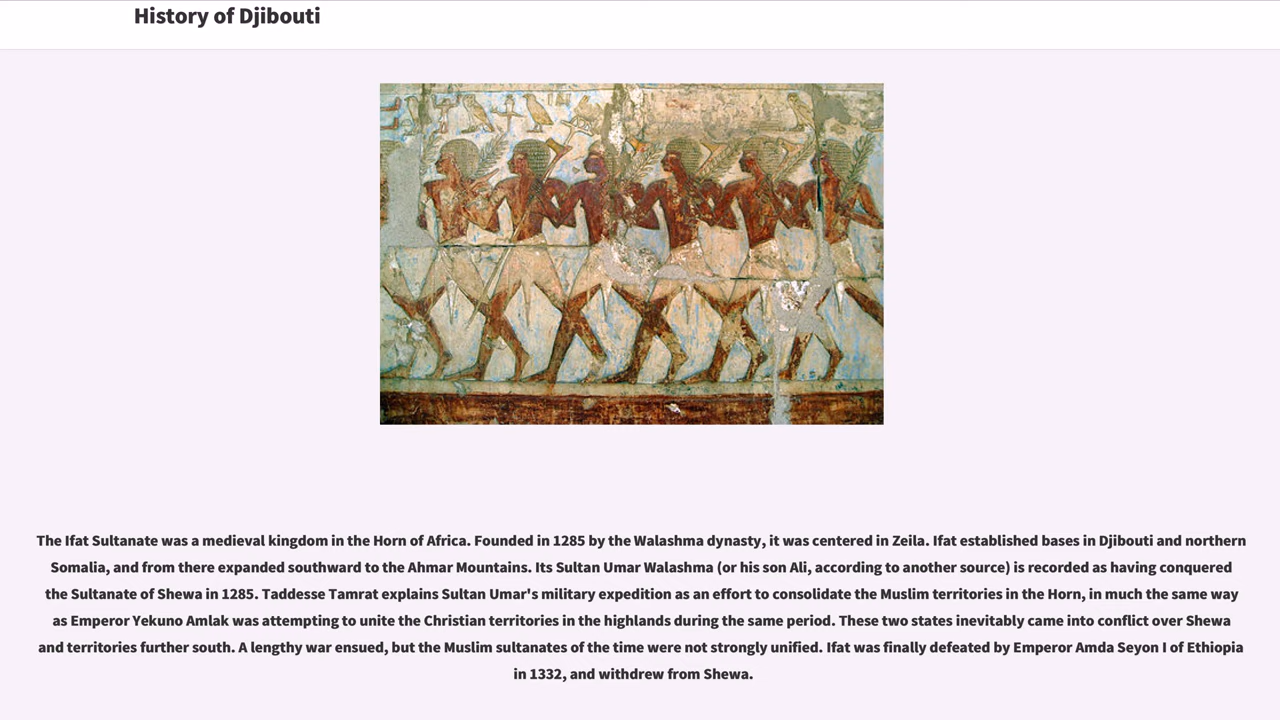 History of Djibouti
The Ifat Sultanate was a medieval kingdom in the Horn of Africa. Founded in 1285 by the Walashma dynasty, it was centered in Zeila. Ifat established bases in Djibouti and northern
Somalia, and from there expanded southward to the Ahmar Mountains. Its Sultan Umar Walashma (or his son Ali, according to another source) is recorded as having conquered
the Sultanate of Shewa in 1285. Taddesse Tamrat explains Sultan Umar's military expedition as an effort to consolidate the Muslim territories in the Horn, in much the same way
as Emperor Yekuno Amlak was attempting to unite the Christian territories in the highlands during the same period. These two states inevitably came into conflict over Shewa
and territories further south. A lengthy war ensued, but the Muslim sultanates of the time were not strongly unified. Ifat was finally defeated by Emperor Amda Seyon I of Ethiopia
in 1332, and withdrew from Shewa.